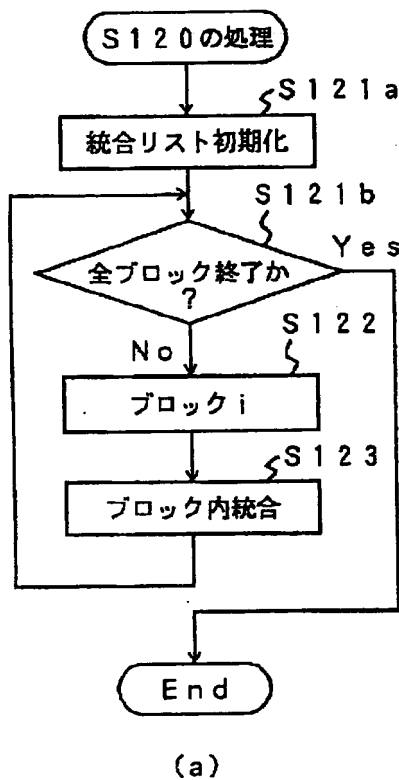 S120の処理
S121a
統合リスト初期化
S121b
Yes
全ブロック終了か
?
No
S122
ブロックi
S123
ブロック内統合
End
(a)